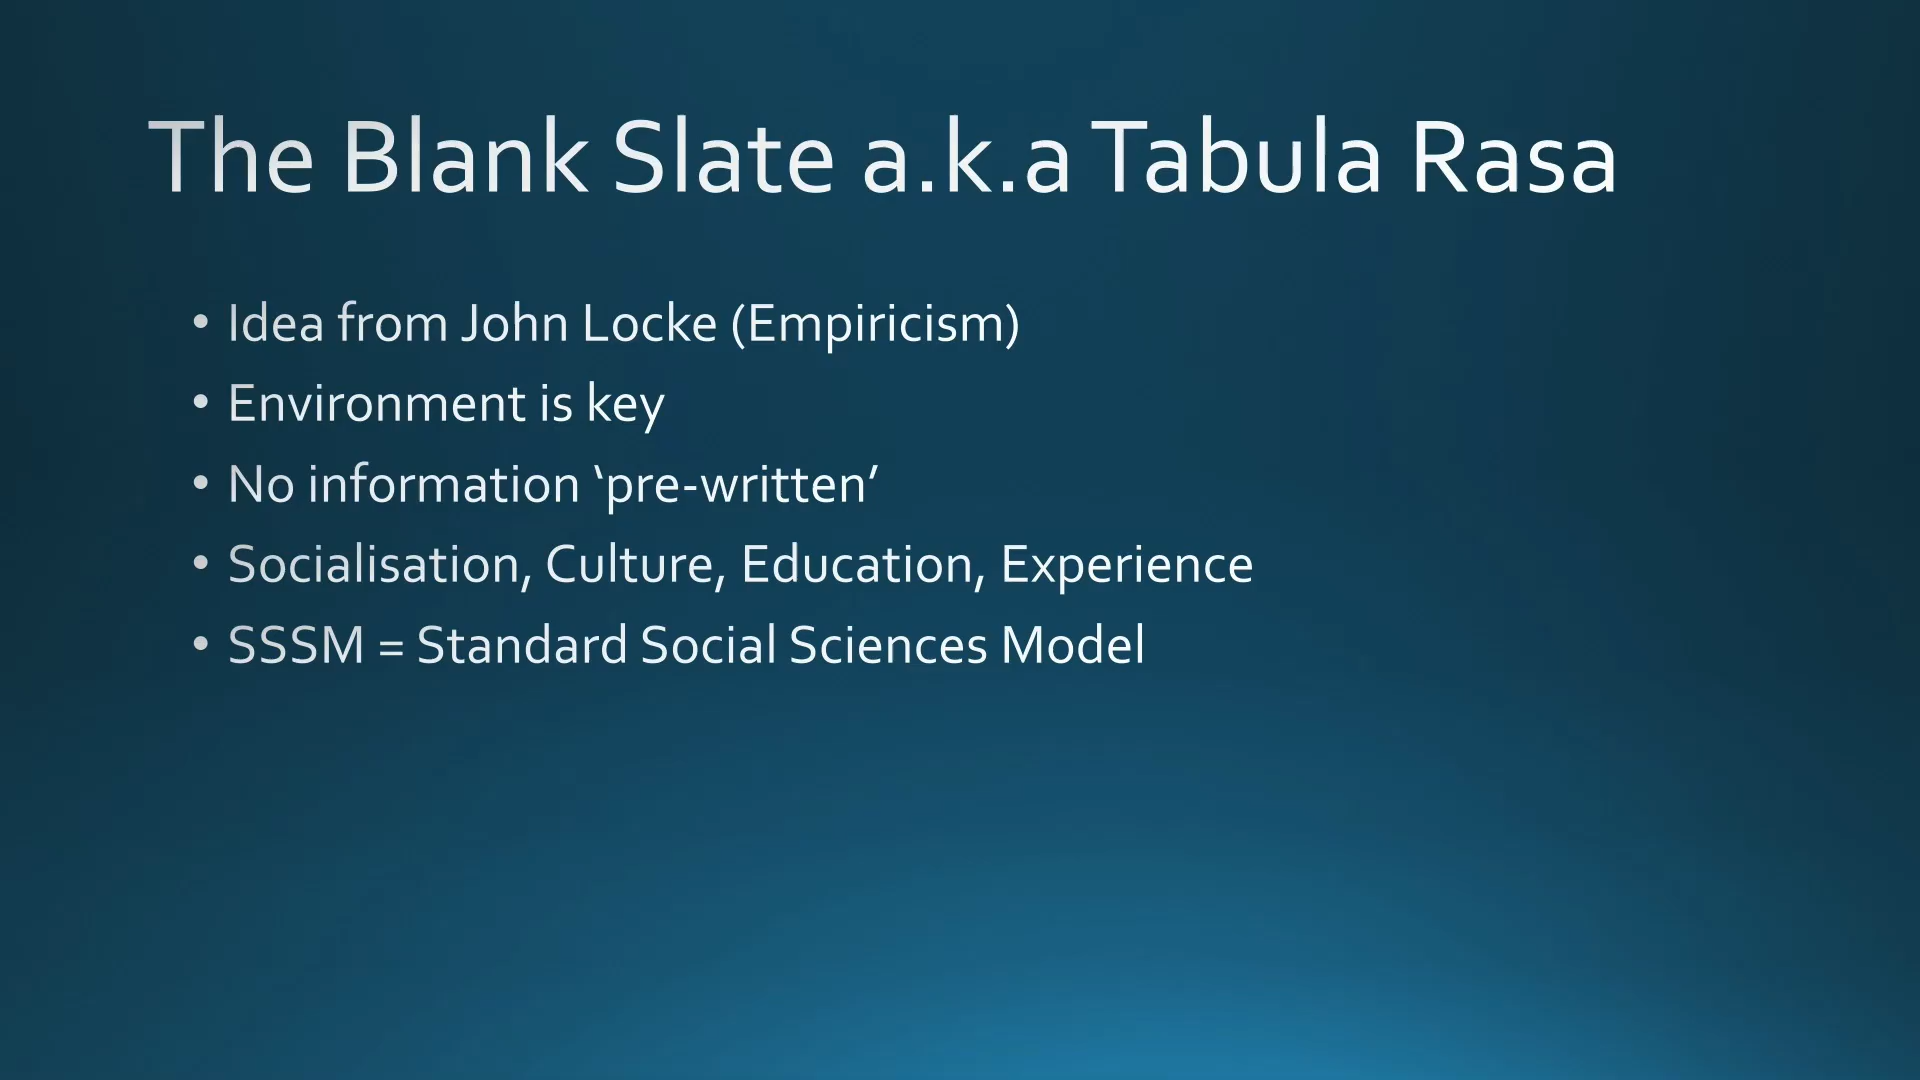 The Blank Slate a.k.a Tabula Rasa
• Idea from John Locke (Empiricism)
• Environment is key
• No information ‘pre-written’
• Socialisation, Culture, Education, Experience
• SSSM = Standard Social Sciences Model